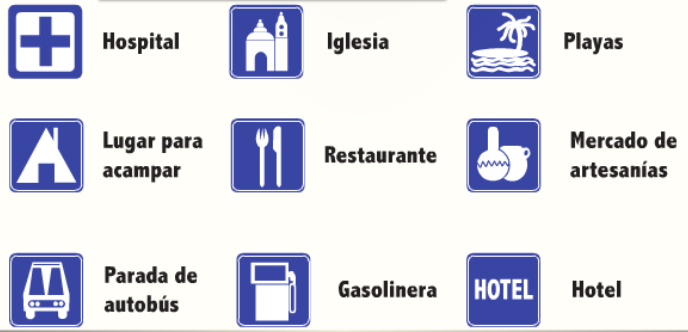 Hospital
Iglesia
Playas
Lugar para
acampar
Restaurante
Mercado de
artesanías
Parada de
autobús
Gasolinera
HOTEL
Hotel